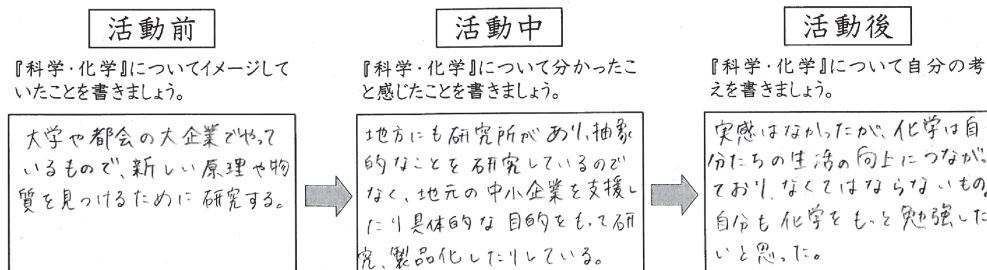 活動前
『科学・化学』についてイメージして
いたことを書きましょう。
大学や都会の大企業でやって
いるもので、新しい原理や物
質を見つけるために研究する。
活動中
『科学・化学』について分かったこ
と感じたことを書きましょう。
地方にも研究所があり、抽象
的なことを研究しているので
なく、地元の中小企業を支援し
たり具体的な目的をもって研
究、製品化したりしている。
活動後
『科学・化学』について自分の考
えを書きましょう。
実感はなかったが、化学は自
分たちの生活の向上につながっ
ており、なくてはならないもの。
自分も化学をもっと勉強した
いと思った。